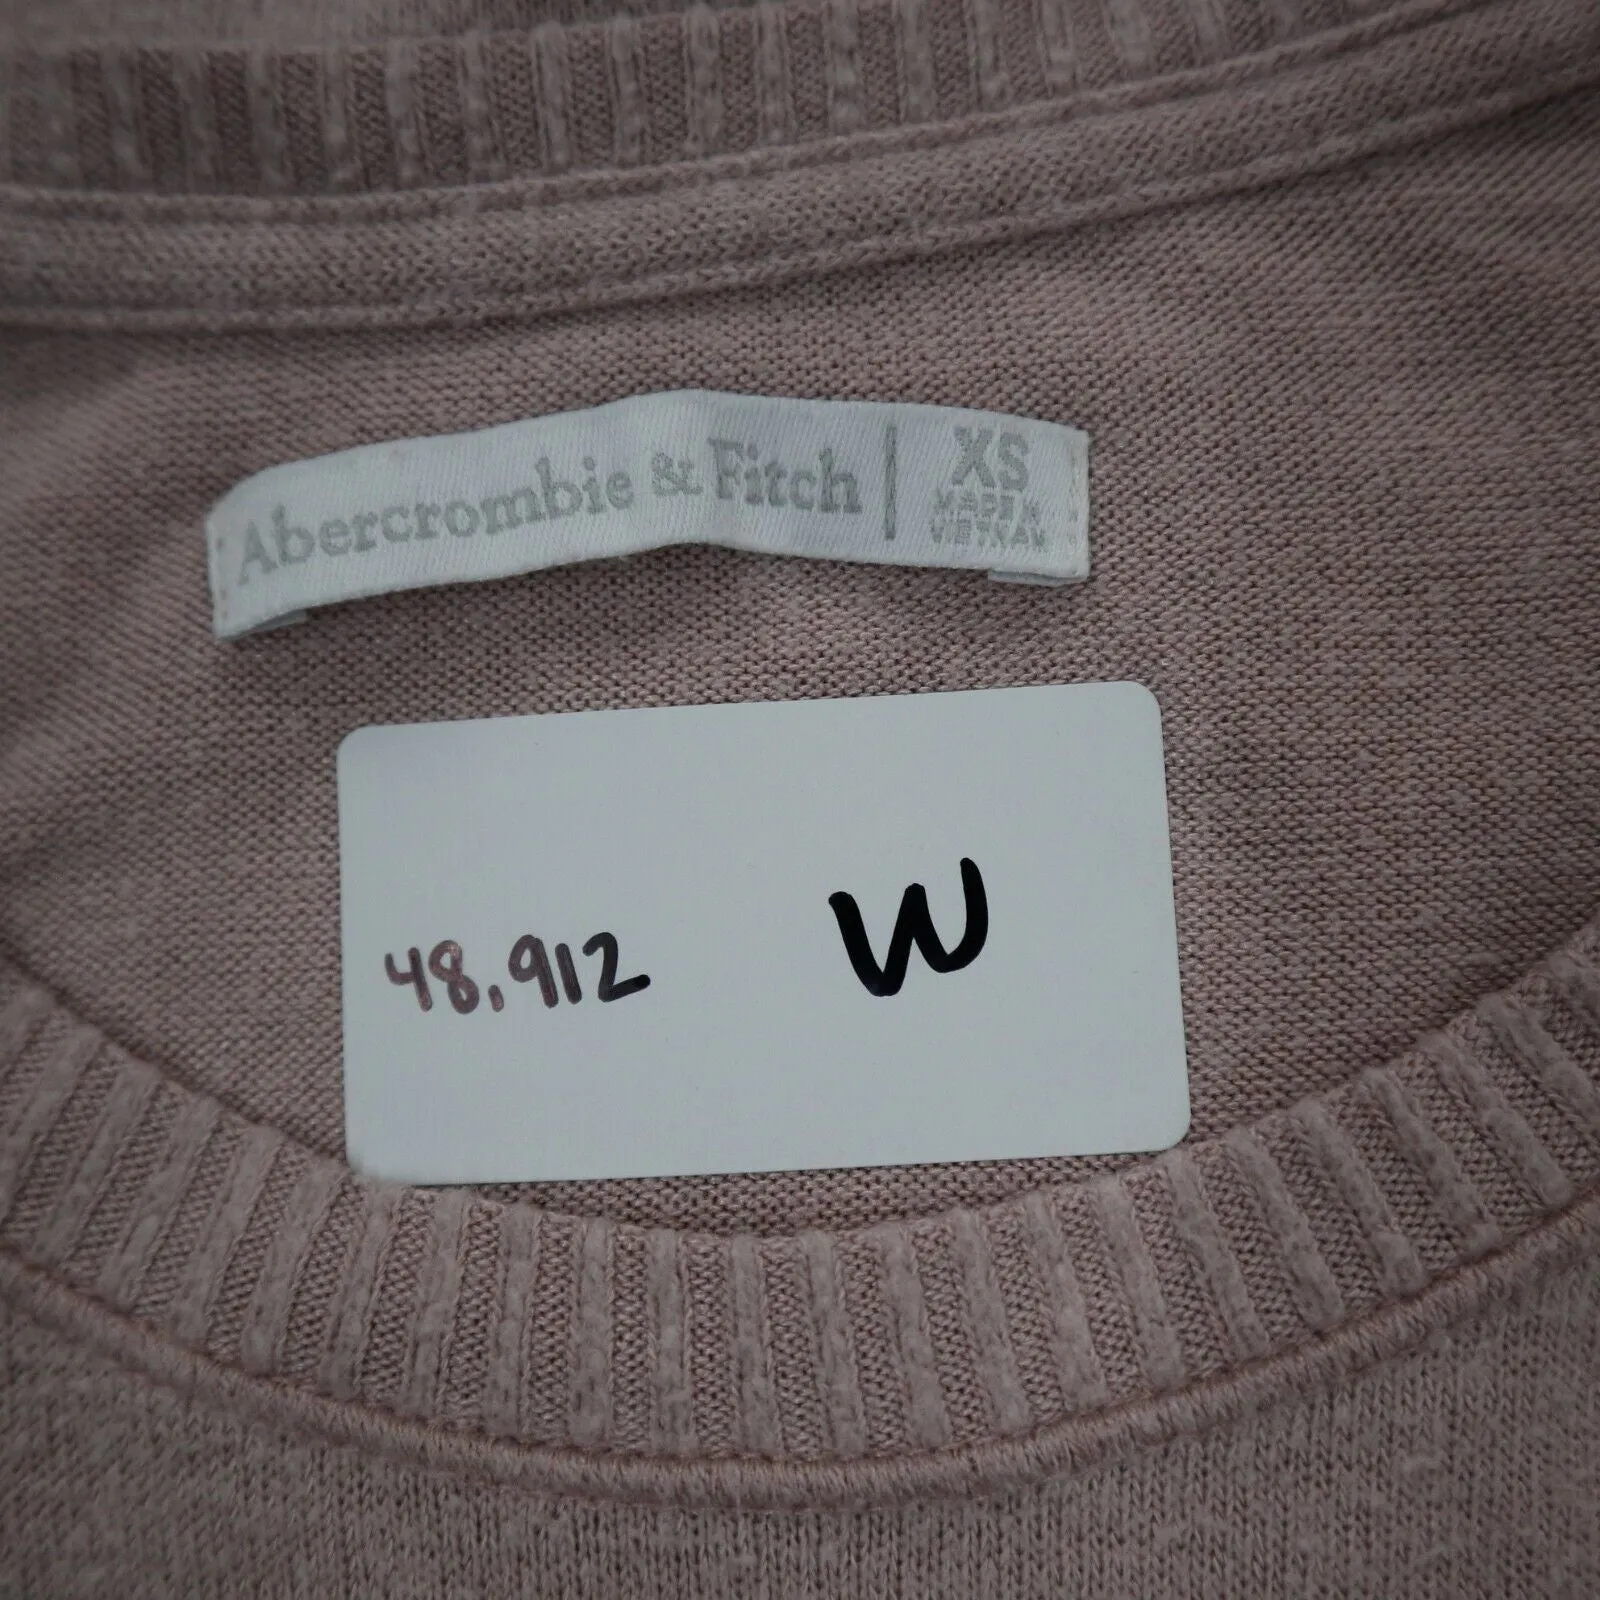 Abercrombie & Fitch | XS
MADE IN
VIETNAM
48,912 W